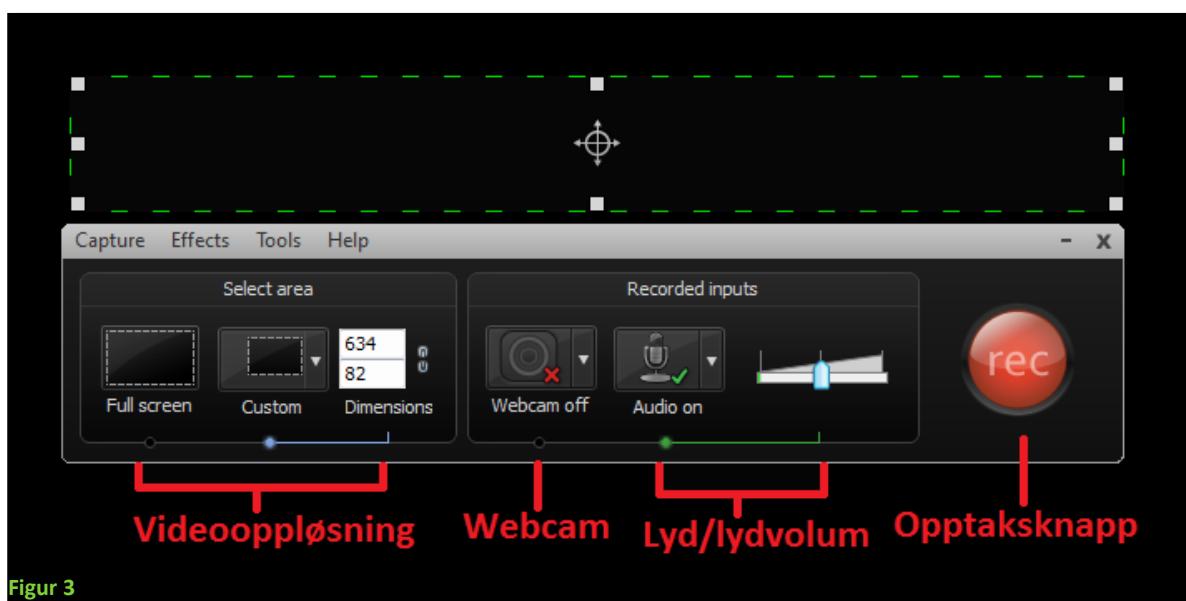 Capture Effects Tools Help - x
Select area
Recorded inputs
634
82
rec
Full screen Custom Dimensions Webcam off Audio on
Videooppløsning Webcam Lyd/lydvolum Opptaksknapp
Figur 3